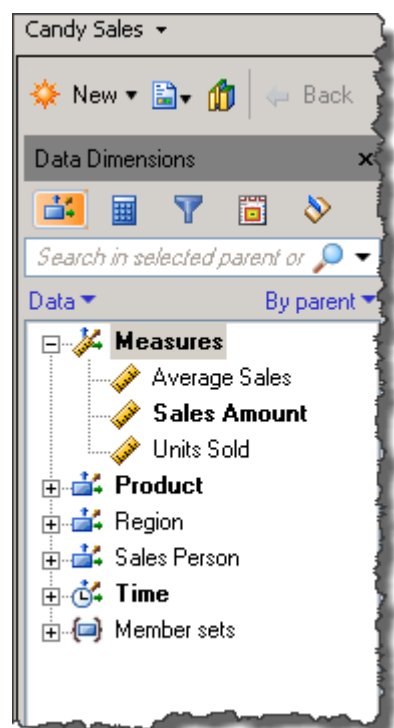 Candy Sales
New Back
Data Dimensions
Search in selected parent or
Data By parent
Measures
Average Sales
Sales Amount
Units Sold
Product
Region
Sales Person
Time
Member sets